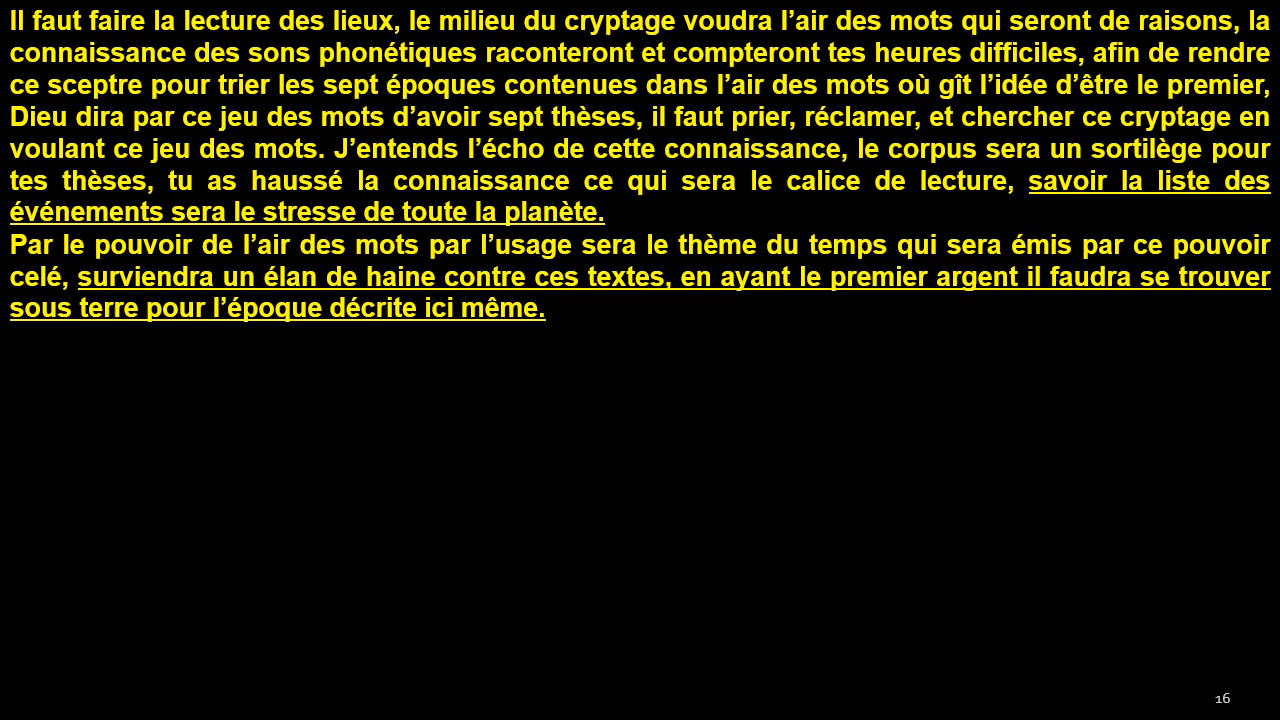 Il faut faire la lecture des lieux, le milieu du cryptage voudra l’air des mots qui seront de raisons, la
connaissance des sons phonétiques raconteront et compteront tes heures difficiles, afin de rendre
ce sceptre pour trier les sept époques contenues dans l’air des mots où gît l’idée d’être le premier,
Dieu dira par ce jeu des mots d’avoir sept thèses, il faut prier, réclamer, et chercher ce cryptage en
voulant ce jeu des mots. J’entends l’écho de cette connaissance, le corpus sera un sortilège pour
tes thèses, tu as haussé la connaissance ce qui sera le calice de lecture, savoir la liste des
événements sera le stresse de toute la planète.
Par le pouvoir de l’air des mots par l’usage sera le thème du temps qui sera émis par ce pouvoir
celé, surviendra un élan de haine contre ces textes, en ayant le premier argent il faudra se trouver
sous terre pour l’époque décrite ici même.
16